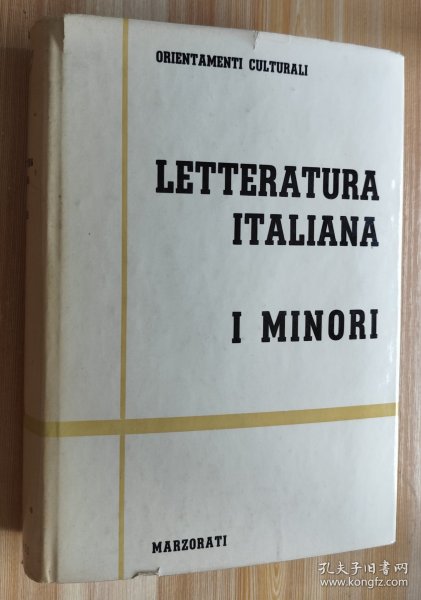 ORIENTAMENTI CULTURALI
LETTERATURA
ITALIANA
I MINORI
MARZORATI
孔夫子旧书网
www.kongfz.com